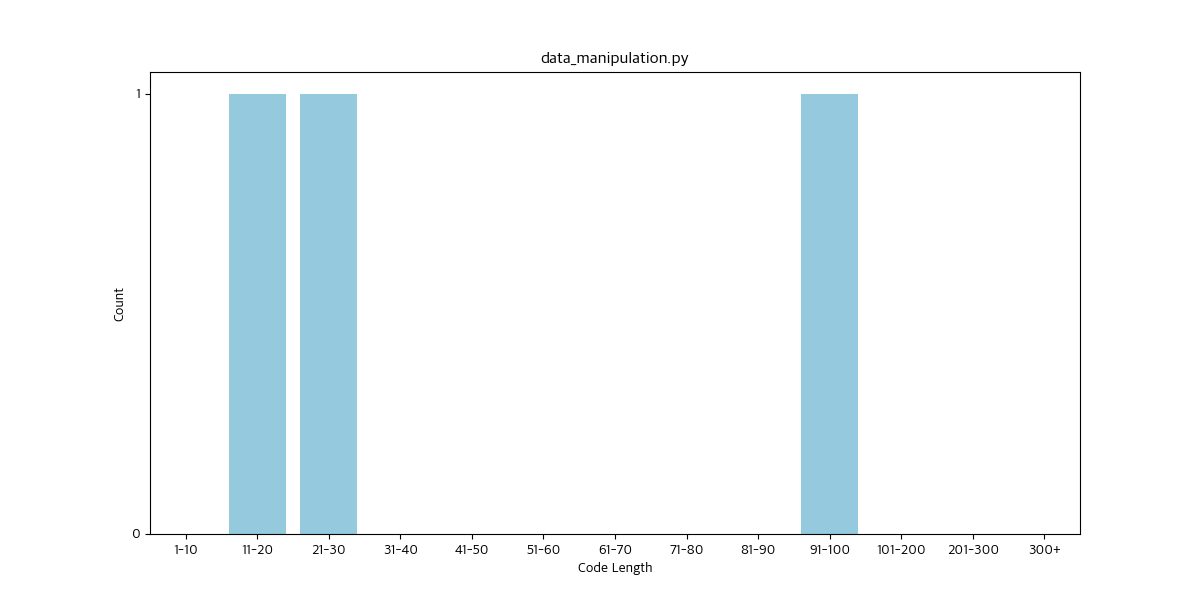 data_manipulation.py
1
Count
0
1-10 11-20 21-30 31-40 41-50 51-60 61-70 71-80 81-90 91-100 101-200 201-300 300+
Code Length